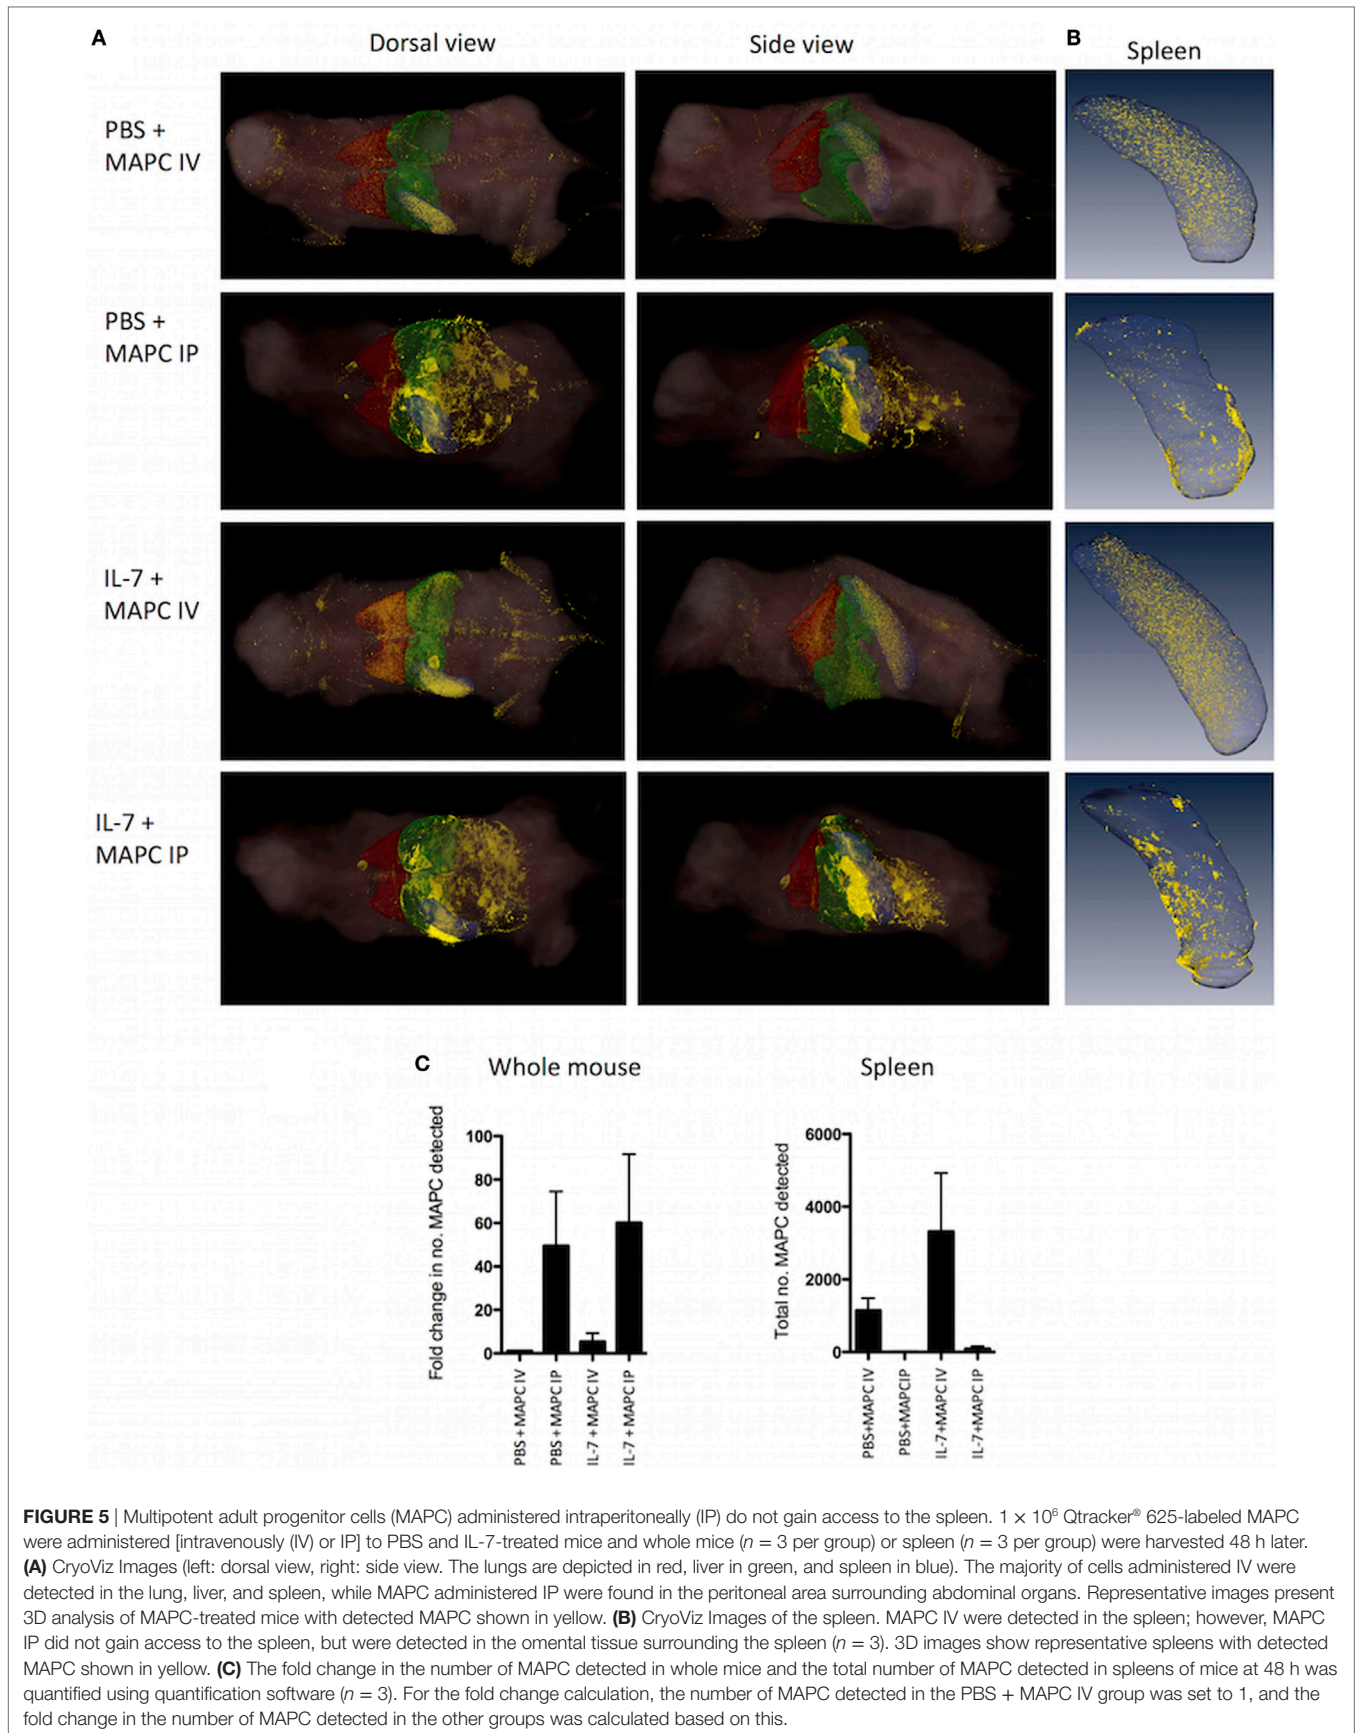 A
Dorsal view
Side view
B
Spleen
PBS +
MAPC IV
PBS +
MAPC IP
IL-7 +
MAPC IV
IL-7 +
MAPC IP
C
Whole mouse
Fold change in no. MAPC detected
100
80
60
40
20
0
PBS + MAPC IV
PBS + MAPC IP
IL-7 + MAPC IV
IL-7 + MAPC IP
Spleen
Total no. MAPC detected
6000
4000
2000
0
PBS+MAPC IV
PBS+MAPC IP
IL-7+MAPC IV
IL-7+MAPC IP
FIGURE 5 | Multipotent adult progenitor cells (MAPC) administered intraperitoneally (IP) do not gain access to the spleen. 1 × 10⁶ Qtracker® 625-labeled MAPC
were administered [intravenously (IV) or IP] to PBS and IL-7-treated mice and whole mice (n = 3 per group) or spleen (n = 3 per group) were harvested 48 h later.
(A) CryoViz Images (left: dorsal view, right: side view. The lungs are depicted in red, liver in green, and spleen in blue). The majority of cells administered IV were
detected in the lung, liver, and spleen, while MAPC administered IP were found in the peritoneal area surrounding abdominal organs. Representative images present
3D analysis of MAPC-treated mice with detected MAPC shown in yellow. (B) CryoViz Images of the spleen. MAPC IV were detected in the spleen; however, MAPC
IP did not gain access to the spleen, but were detected in the omental tissue surrounding the spleen (n = 3). 3D images show representative spleens with detected
MAPC shown in yellow. (C) The fold change in the number of MAPC detected in whole mice and the total number of MAPC detected in spleens of mice at 48 h was
quantified using quantification software (n = 3). For the fold change calculation, the number of MAPC detected in the PBS + MAPC IV group was set to 1, and the
fold change in the number of MAPC detected in the other groups was calculated based on this.